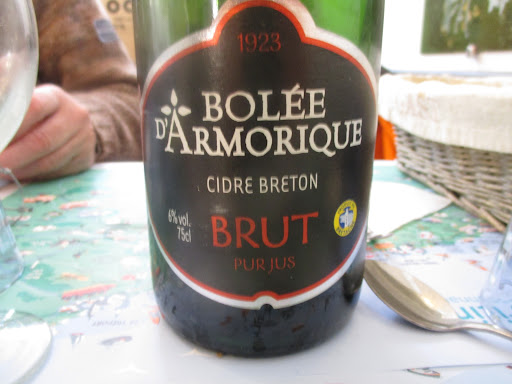 1923
BOLÉE
D'ARMORIQUE
CIDRE BRETON
6% vol.
75cl
BRUT
PUR JUS